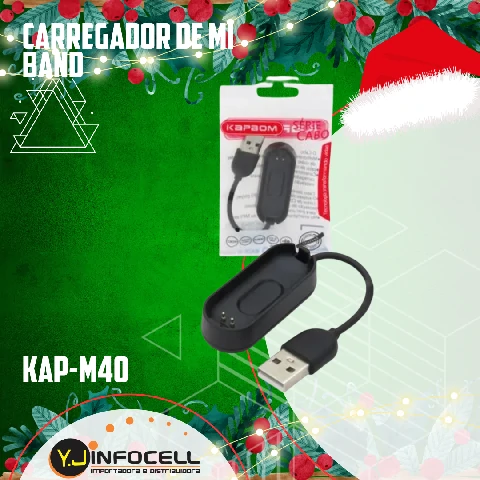 CARREGADOR DE MI
BAND
KAPBOM
SÉRIE
CABO
KAP-M40
Y.J INFOCELL
importadora e distribuidora